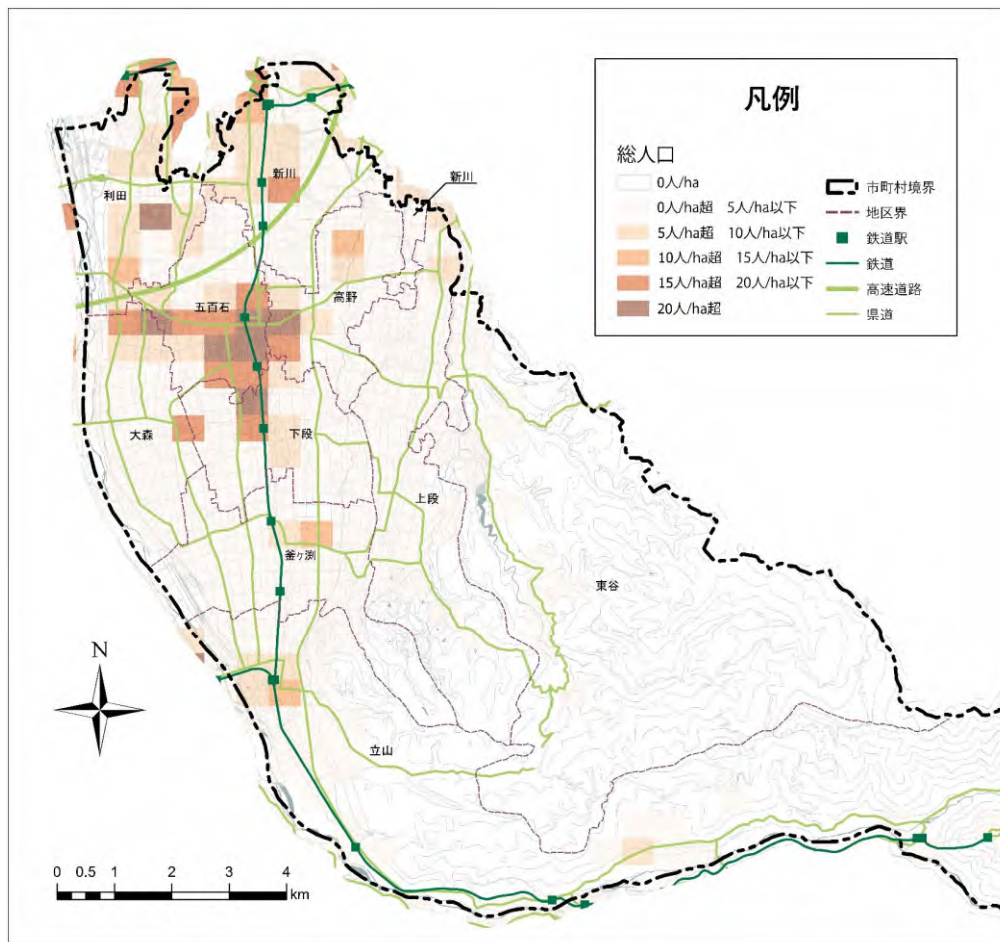 凡例
総人口
0人/ha
0人/ha超 5人/ha以下
5人/ha超 10人/ha以下
10人/ha超 15人/ha以下
15人/ha超 20人/ha以下
20人/ha超
市町村境界
地区界
鉄道駅
鉄道
高速道路
県道
新川
新川
利田
五百石
高野
大森
下段
上段
釜ヶ渕
東谷
立山
N
0 0.5 1 2 3 4
km